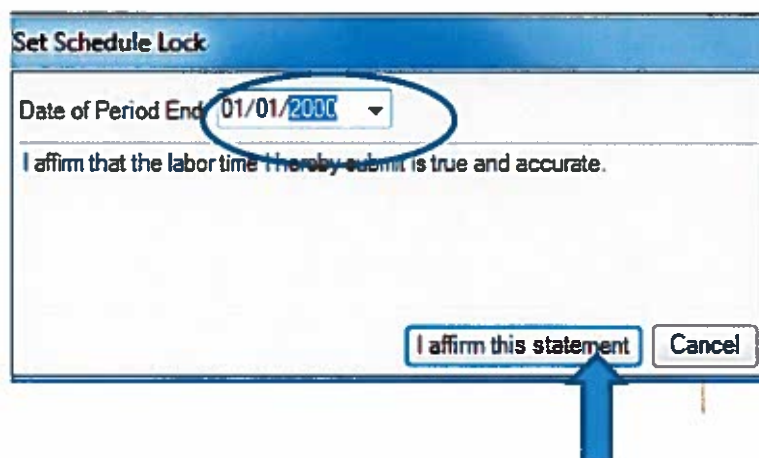 Set Schedule Lock
Date of Period End 01/01/2000
I affirm that the labor time I hereby submit is true and accurate.
I affirm this statement Cancel